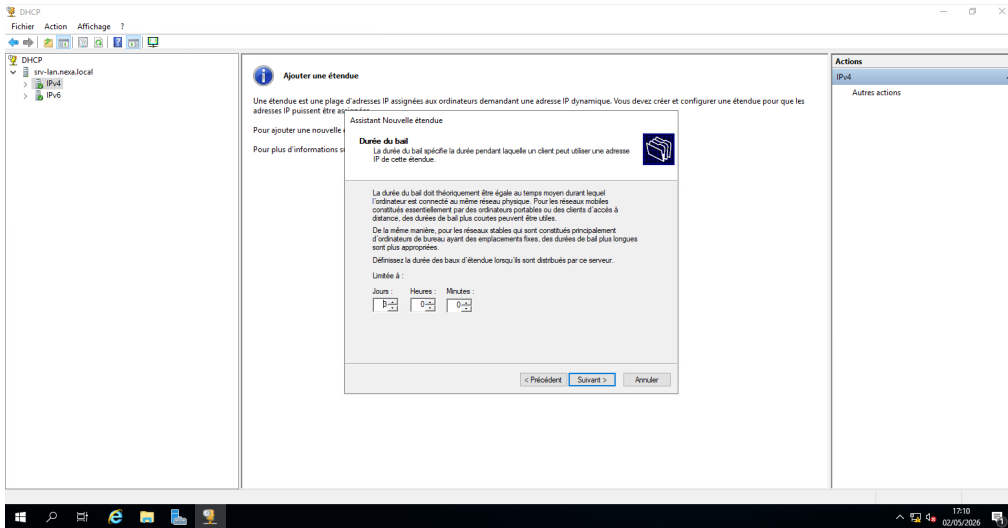 DHCP
Fichier Action Affichage ?
DHCP
srv-lan.nexa.local
IPv4
IPv6
Ajouter une étendue
Une étendue est une plage d'adresses IP assignées aux ordinateurs demandant une adresse IP dynamique. Vous devez créer et configurer une étendue pour que les
adresses IP puissent être
Pour ajouter une nouvelle
Pour plus d'informations
Assistant Nouvelle étendue
Durée du bail
La durée du bail spécifie la durée pendant laquelle un client peut utiliser une adresse
IP de cette étendue.
La durée du bail doit théoriquement être égale au temps moyen durant lequel
l'ordinateur est connecté au même réseau physique. Pour les réseaux mobiles
constitués essentiellement par des ordinateurs portables ou des clients d'accès à
distance, des durées de bail plus courtes peuvent être utiles.
De la même manière, pour les réseaux stables qui sont constitués principalement
d'ordinateurs de bureau ayant des emplacements fixes, des durées de bail plus longues
sont plus appropriées.
Définissez la durée des baux d'étendue lorsqu'ils sont distribués par ce serveur.
Limitée à :
Jours : Heures : Minutes :
0 0
< Précédent Suivant > Annuler
Actions
IPv4
Autres actions
17:10
02/05/2026